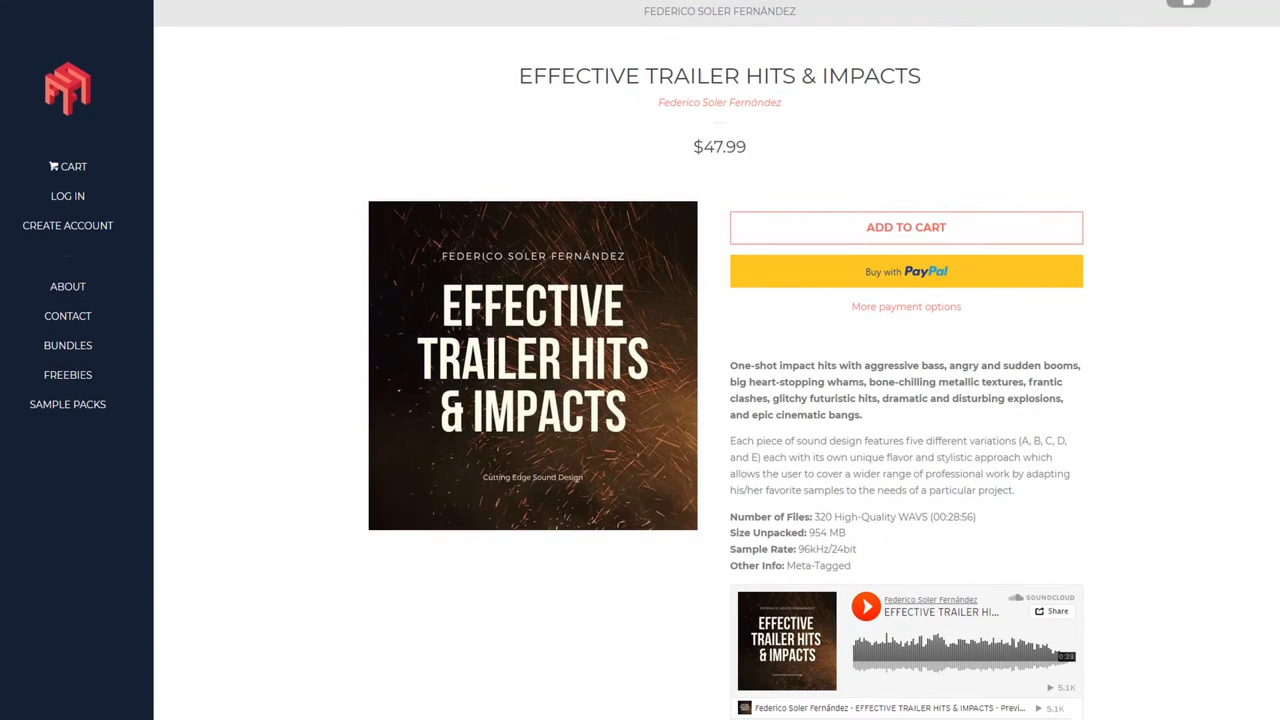 FEDERICO SOLER FERNÁNDEZ
CART
LOG IN
CREATE ACCOUNT
ABOUT
CONTACT
BUNDLES
FREEBIES
SAMPLE PACKS
EFFECTIVE TRAILER HITS & IMPACTS
Federico Soler Fernández
$47.99
FEDERICO SOLER FERNÁNDEZ
EFFECTIVE
TRAILER HITS
& IMPACTS
Cutting Edge Sound Design
ADD TO CART
Buy with PayPal
More payment options
One-shot impact hits with aggressive bass, angry and sudden booms,
big heart-stopping whams, bone-chilling metallic textures, frantic
clashes, glitchy futuristic hits, dramatic and disturbing explosions,
and epic cinematic bangs.
Each piece of sound design features five different variations (A, B, C, D,
and E) each with its own unique flavor and stylistic approach which
allows the user to cover a wider range of professional work by adapting
his/her favorite samples to the needs of a particular project.
Number of Files: 320 High-Quality WAVS (00:28:56)
Size Unpacked: 954 MB
Sample Rate: 96kHz/24bit
Other Info: Meta-Tagged
FEDERICO SOLER FERNÁNDEZ
EFFECTIVE
TRAILER HITS
& IMPACTS
Federico Soler Fernández
EFFECTIVE TRAILER HI...
SOUNDCLOUD
Share
0:23
5.1K
Federico Soler Fernández - EFFECTIVE TRAILER HITS & IMPACTS - Previ...
5.1K